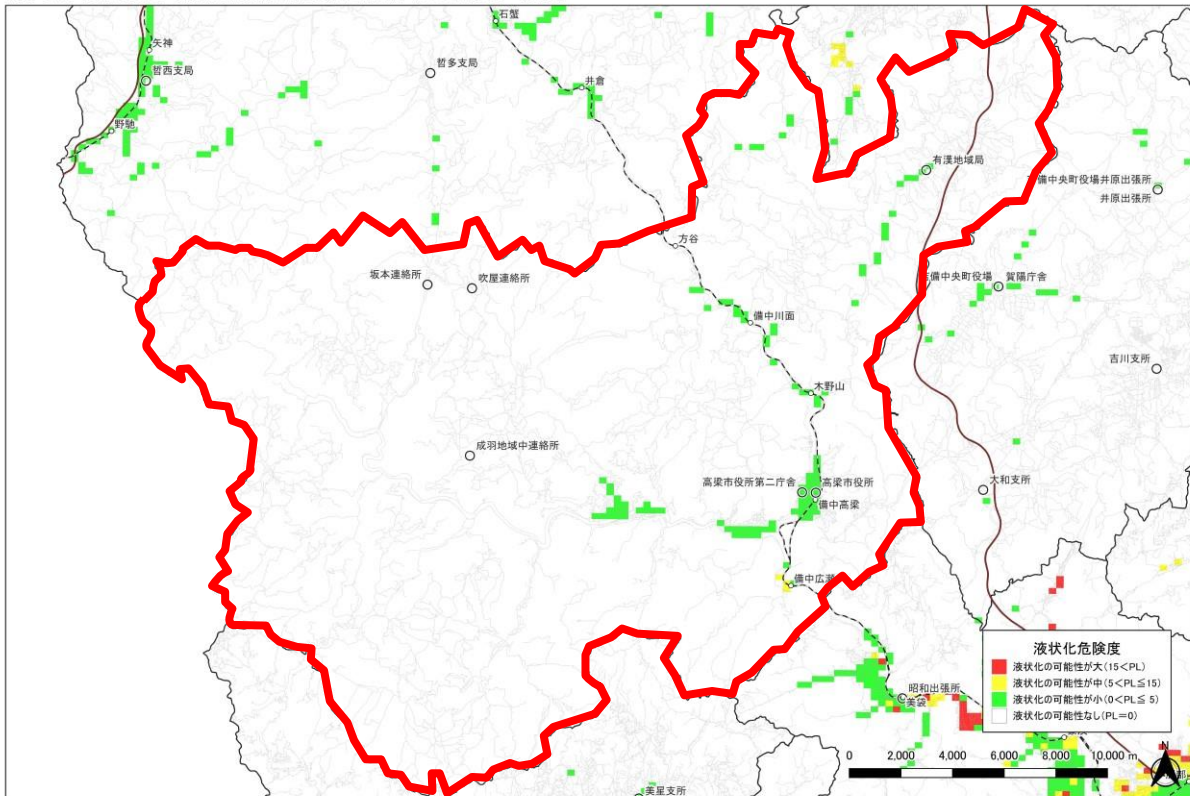 石蟹
矢神
哲西支局
哲多支局
井倉
野馳
有漢地域局
備中央町役場井原出張所
井原出張所
方谷
坂本連絡所
吹屋連絡所
備中央町役場
賀陽庁舎
備中川面
吉川支所
木野山
成羽地域中連絡所
高梁市役所第二庁舎
高梁市役所
備中高梁
大和支所
備中広瀬
昭和出張所
美袋
美星支所
液状化危険度
液状化の可能性が大(15<PL)
液状化の可能性が中(5<PL≦15)
液状化の可能性が小(0<PL≦ 5)
液状化の可能性なし(PL=0)
0 2,000 4,000 6,000 8,000 10,000 m
N